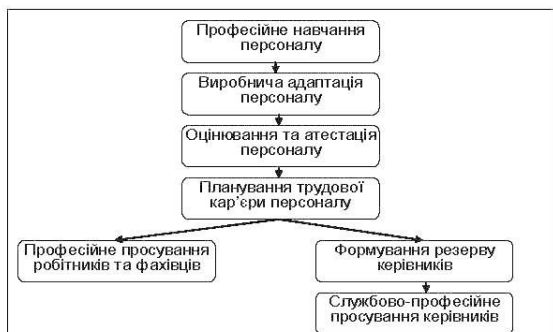 Професійне навчання
персоналу
Виробнича адаптація
персоналу
Оцінювання та атестація
персоналу
Планування трудової
кар’єри персоналу
Професійне просування
робітників та фахівців
Формування резерву
керівників
Службово-професійне
просування керівників